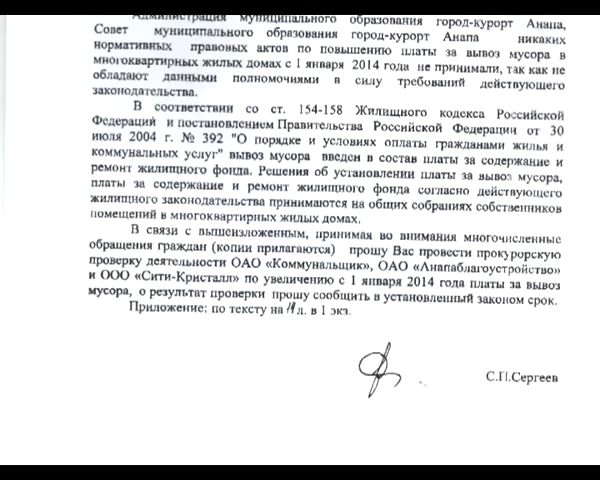 Администрация муниципального образования город-курорт Анапа,
Совет муниципального образования город-курорт Анапа никаких
нормативных правовых актов по повышению платы за вывоз мусора в
многоквартирных жилых домах с 1 января 2014 года не принимали, так как не
обладают данными полномочиями в силу требований действующего
законодательства.
В соответствии со ст. 154-158 Жилищного кодекса Российской
Федераций и постановлением Правительства Российской Федерации от 30
июля 2004 г. № 392 "О порядке и условиях оплаты гражданами жилья и
коммунальных услуг" вывоз мусора введен в состав платы за содержание и
ремонт жилищного фонда. Решения об установлении платы за вывоз мусора,
платы за содержание и ремонт жилищного фонда согласно действующего
жилищного законодательства принимаются на общих собраниях собственников
помещений в многоквартирных жилых домах.
В связи с вышеизложенным, принимая во внимание многочисленные
обращения граждан (копии прилагаются) прошу Вас провести прокурорскую
проверку деятельности ОАО «Коммунальщик», ОАО «Анапаблагоустройство»
и ООО «Сити-Кристалл» по увеличению с 1 января 2014 года платы за вывоз
мусора, о результат проверки прошу сообщить в установленный законом срок.
Приложение: по тексту на л. в 1 экз.
С.П.Сергеев